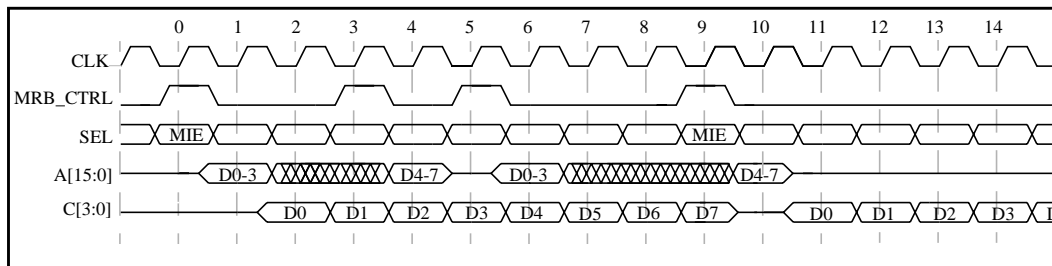 0 1 2 3 4 5 6 7 8 9 10 11 12 13 14
CLK
MRB_CTRL
SEL MIE MIE
A[15:0] D0-3 D4-7 D0-3 D4-7
C[3:0] D0 D1 D2 D3 D4 D5 D6 D7 D0 D1 D2 D3